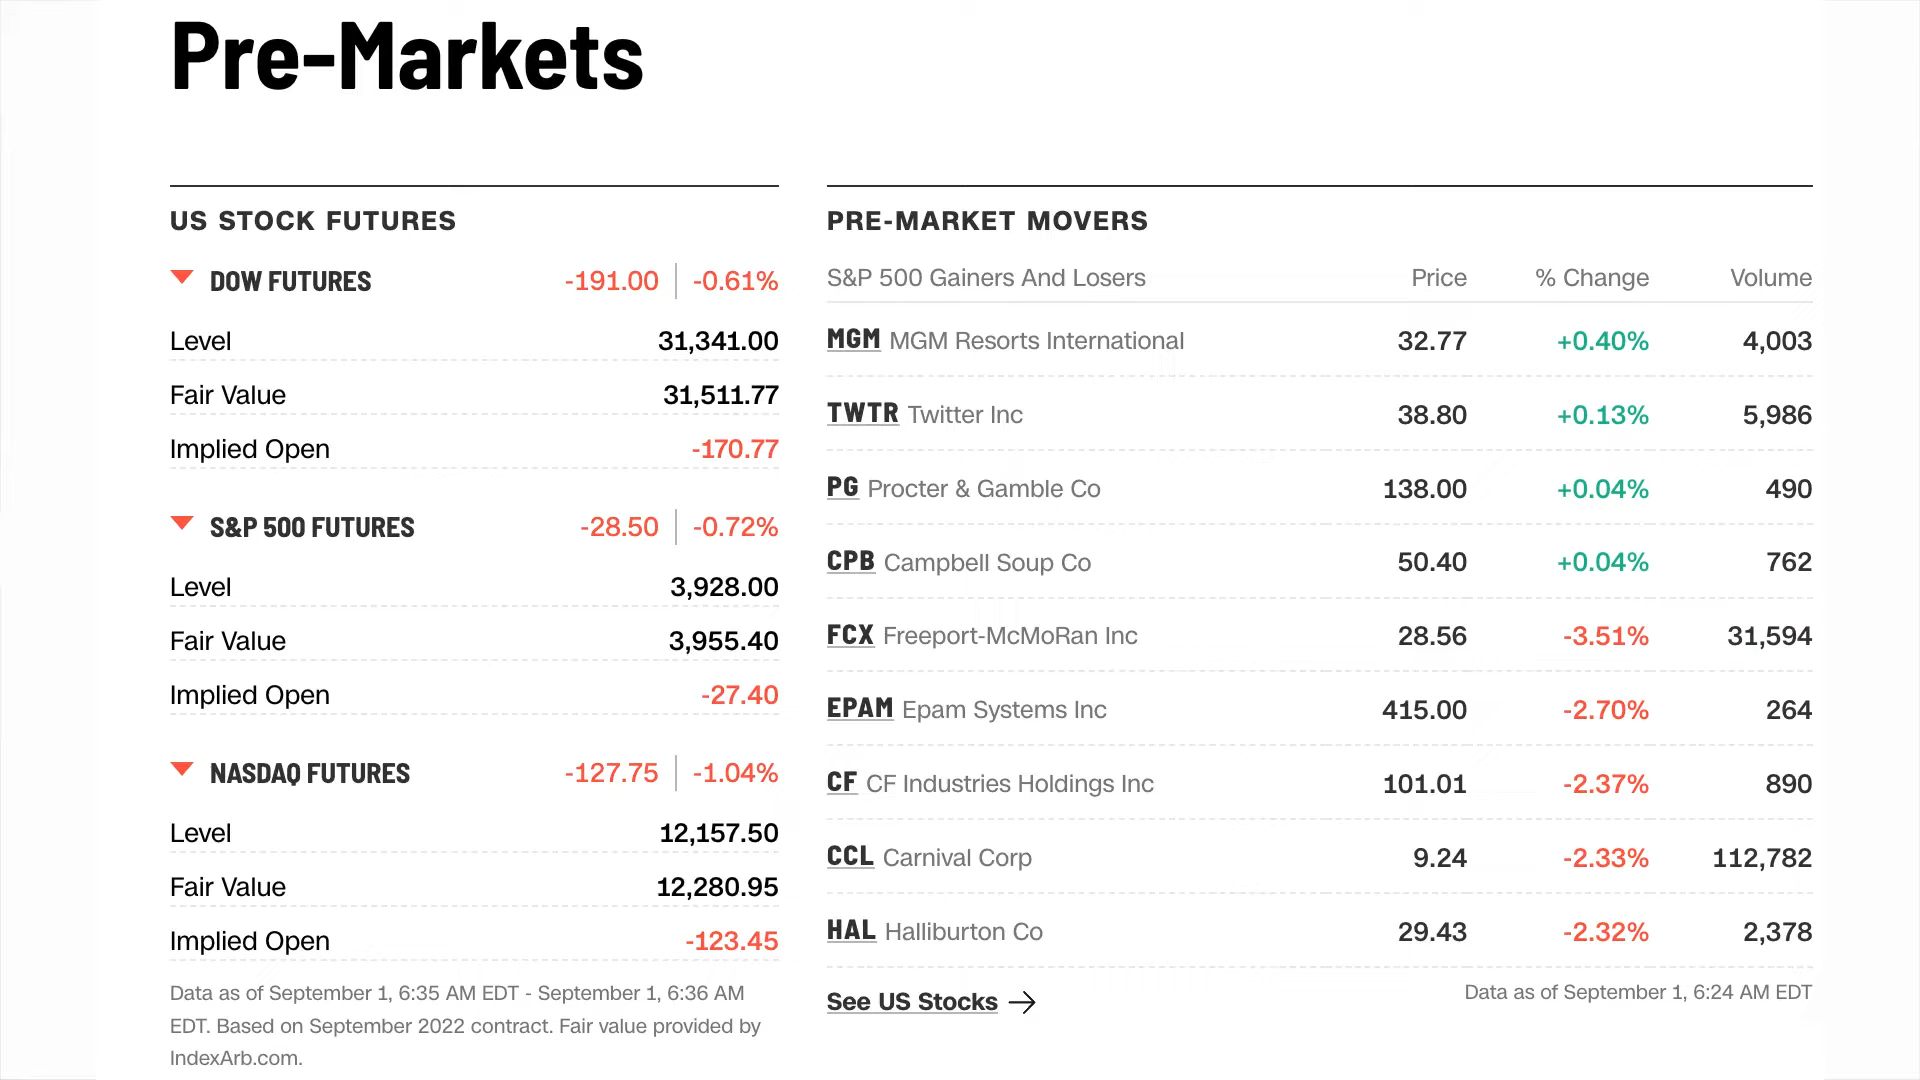 Pre-Markets
US STOCK FUTURES
DOW FUTURES -191.00 -0.61%
Level 31,341.00
Fair Value 31,511.77
Implied Open -170.77
S&P 500 FUTURES -28.50 -0.72%
Level 3,928.00
Fair Value 3,955.40
Implied Open -27.40
NASDAQ FUTURES -127.75 -1.04%
Level 12,157.50
Fair Value 12,280.95
Implied Open -123.45
Data as of September 1, 6:35 AM EDT - September 1, 6:36 AM
EDT. Based on September 2022 contract. Fair value provided by
IndexArb.com.
PRE-MARKET MOVERS
S&P 500 Gainers And Losers Price % Change Volume
MGM MGM Resorts International 32.77 +0.40% 4,003
TWTR Twitter Inc 38.80 +0.13% 5,986
PG Procter & Gamble Co 138.00 +0.04% 490
CPB Campbell Soup Co 50.40 +0.04% 762
FCX Freeport-McMoRan Inc 28.56 -3.51% 31,594
EPAM Epam Systems Inc 415.00 -2.70% 264
CF CF Industries Holdings Inc 101.01 -2.37% 890
CCL Carnival Corp 9.24 -2.33% 112,782
HAL Halliburton Co 29.43 -2.32% 2,378
See US Stocks
Data as of September 1, 6:24 AM EDT